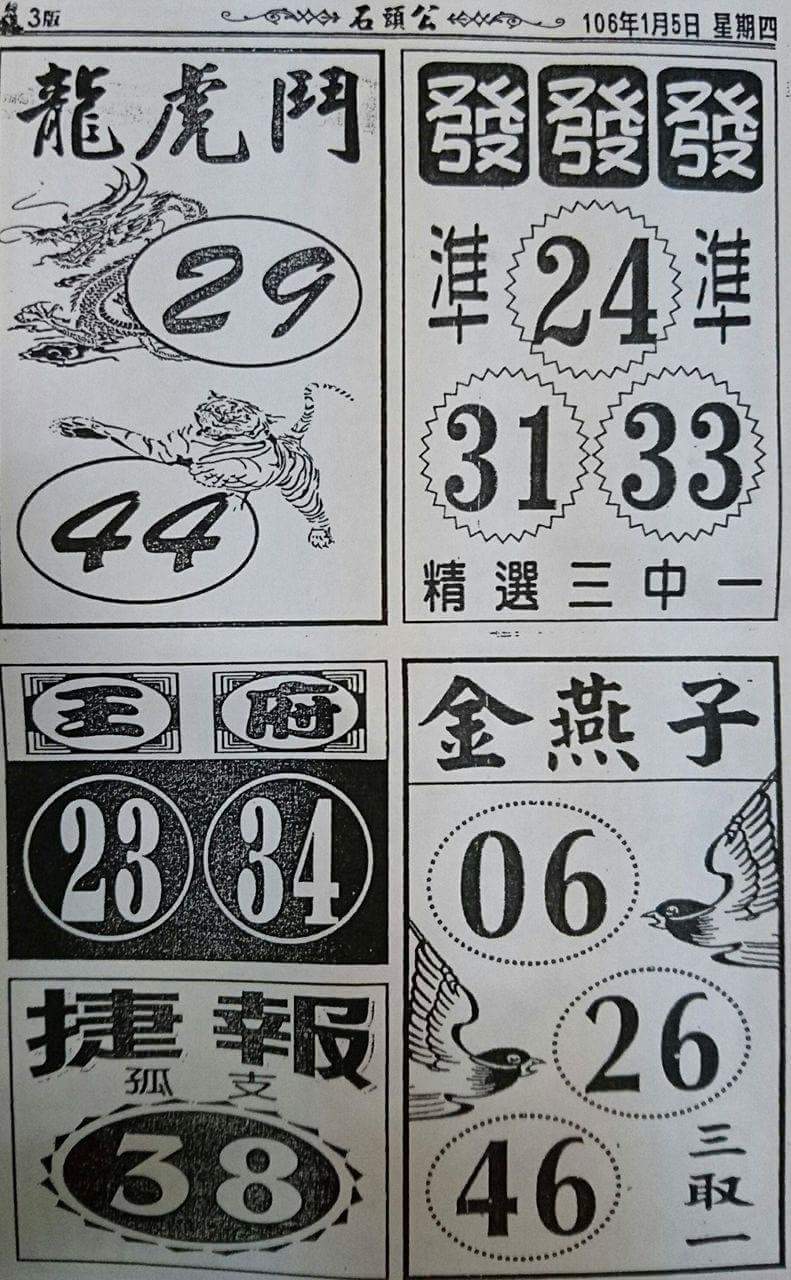 3版 石頭公 106年1月5日 星期四
龍虎鬥
29
44
發發發
準 24 準
31 33
精選三中一
王府
23 34
捷報
孤支
38
金燕子
06
26
46
三取一